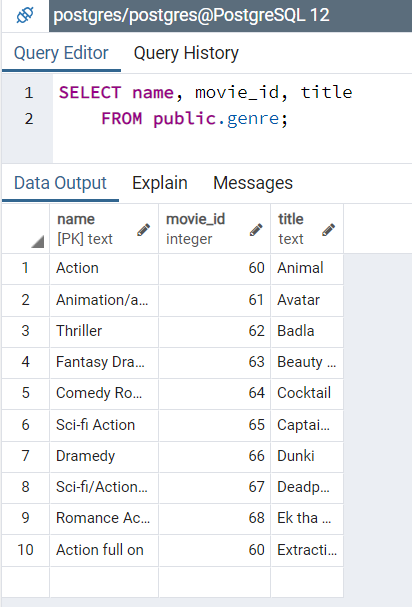 postgres/postgres@PostgreSQL 12
Query Editor Query History
1 SELECT name, movie_id, title
2 FROM public.genre;
Data Output Explain Messages
name movie_id title
[PK] text integer text
1 Action 60 Animal
2 Animation/a... 61 Avatar
3 Thriller 62 Badla
4 Fantasy Dra... 63 Beauty ...
5 Comedy Ro... 64 Cocktail
6 Sci-fi Action 65 Captai...
7 Dramedy 66 Dunki
8 Sci-fi/Action... 67 Deadp...
9 Romance Ac... 68 Ek tha ...
10 Action full on 60 Extracti...